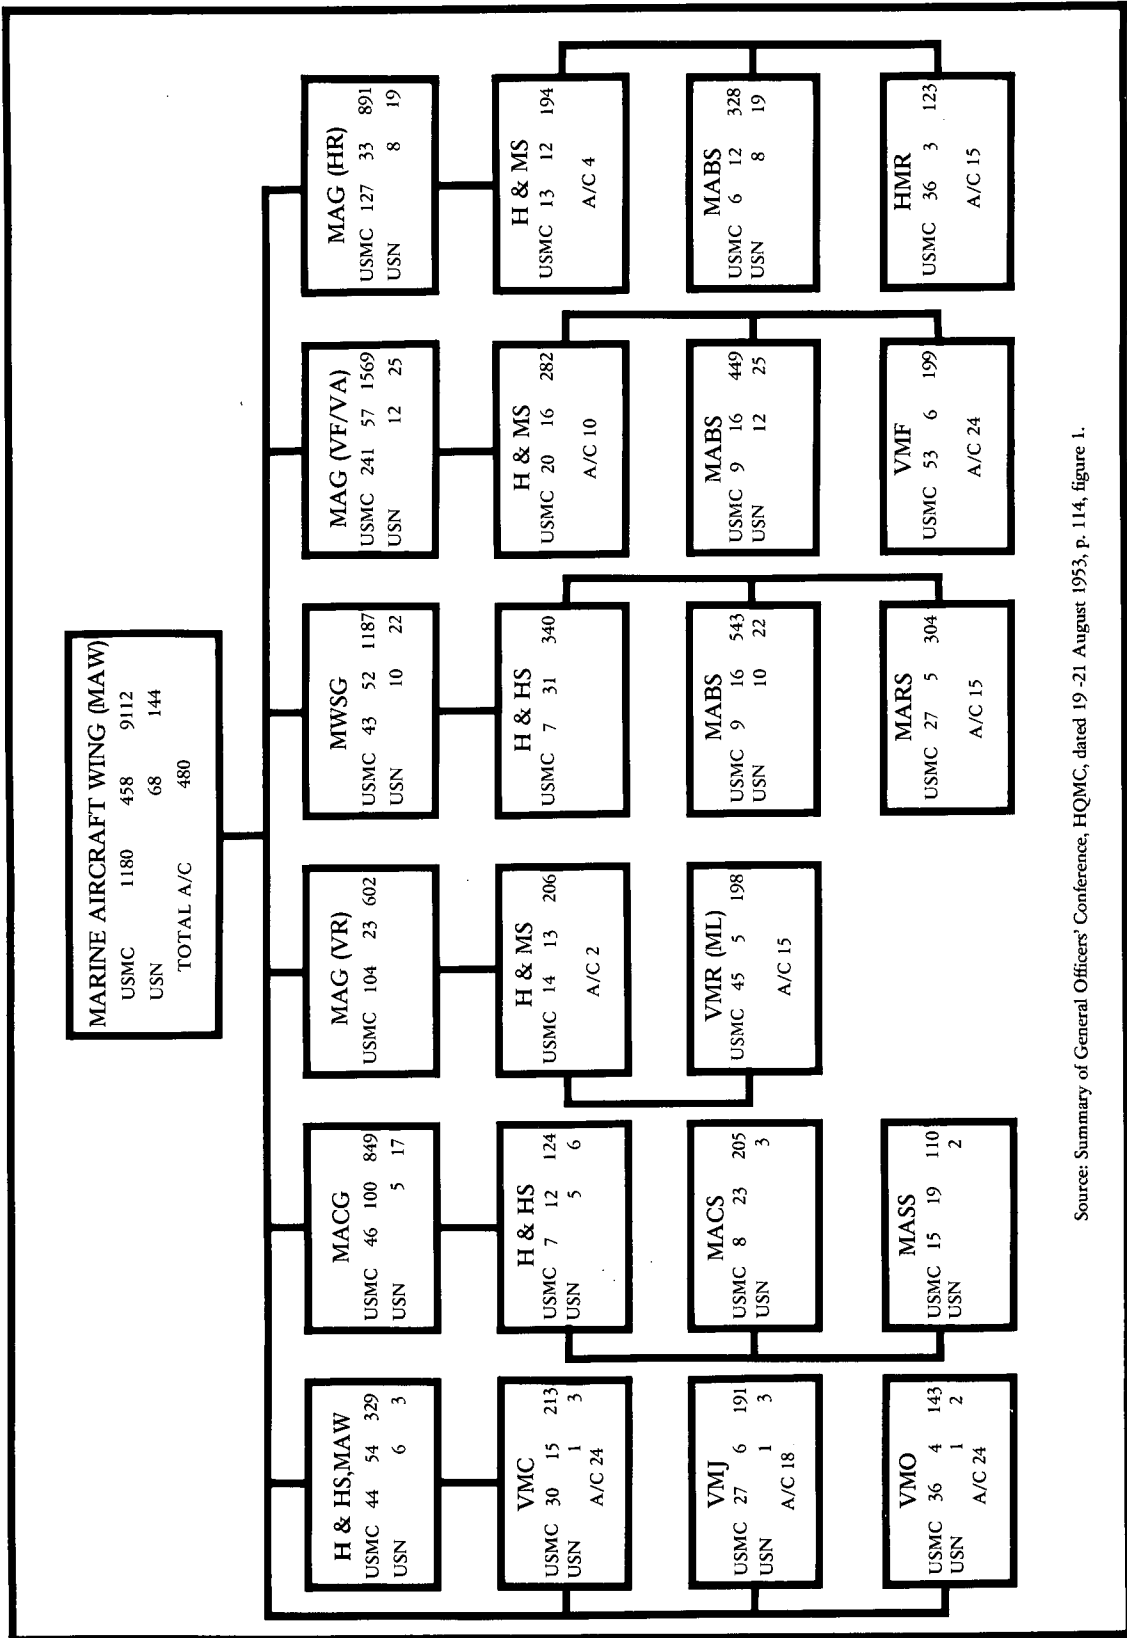 MARINE AIRCRAFT WING (MAW)
USMC 1180 458 9112
USN 68 144
TOTAL A/C 480
H & HS,MAW
USMC 44 54 329
USN 6 3
MACG
USMC 46 100 849
USN 5 17
MAG (VR)
USMC 104 23 602
MWSG
USMC 43 52 1187
USN 10 22
MAG (VF/VA)
USMC 241 57 1569
USN 12 25
MAG (HR)
USMC 127 33 891
USN 8 19
VMC
USMC 30 15 213
USN 1 3
A/C 24
H & HS
USMC 7 12 124
USN 5 6
H & MS
USMC 14 13 206
A/C 2
H & HS
USMC 7 31 340
H & MS
USMC 20 16 282
A/C 10
H & MS
USMC 13 12 194
A/C 4
VMJ
USMC 27 6 191
USN 1 3
A/C 18
MACS
USMC 8 23 205
USN 3
VMR (ML)
USMC 45 5 198
A/C 15
MABS
USMC 9 16 543
USN 10 22
MABS
USMC 9 16 449
USN 12 25
MABS
USMC 6 12 328
USN 8 19
VMO
USMC 36 4 143
USN 1 2
A/C 24
MASS
USMC 15 19 110
USN 2
MARS
USMC 27 5 304
A/C 15
VMF
USMC 53 6 199
A/C 24
HMR
USMC 36 3 123
A/C 15
Source: Summary of General Officers' Conference, HQMC, dated 19 -21 August 1953, p. 114, figure 1.